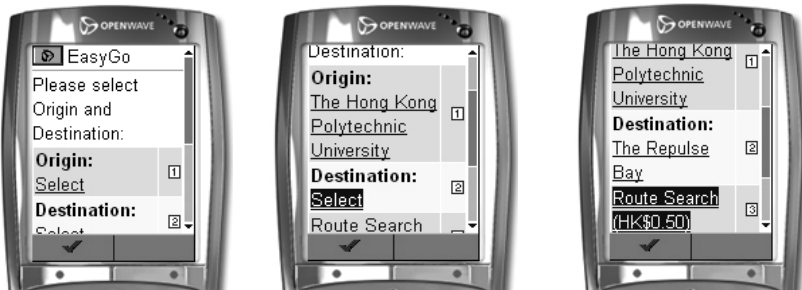 OPENWAVE
EasyGo
Please select
Origin and
Destination:
Origin:
1
Select
Destination:
2
Select
OPENWAVE
Destination:
Origin:
The Hong Kong
Polytechnic
1
University
Destination:
2
Select
Route Search
OPENWAVE
The Hong Kong
1
Polytechnic
University
Destination:
The Repulse
2
Bay
Route Search
3
(HK$0.50)